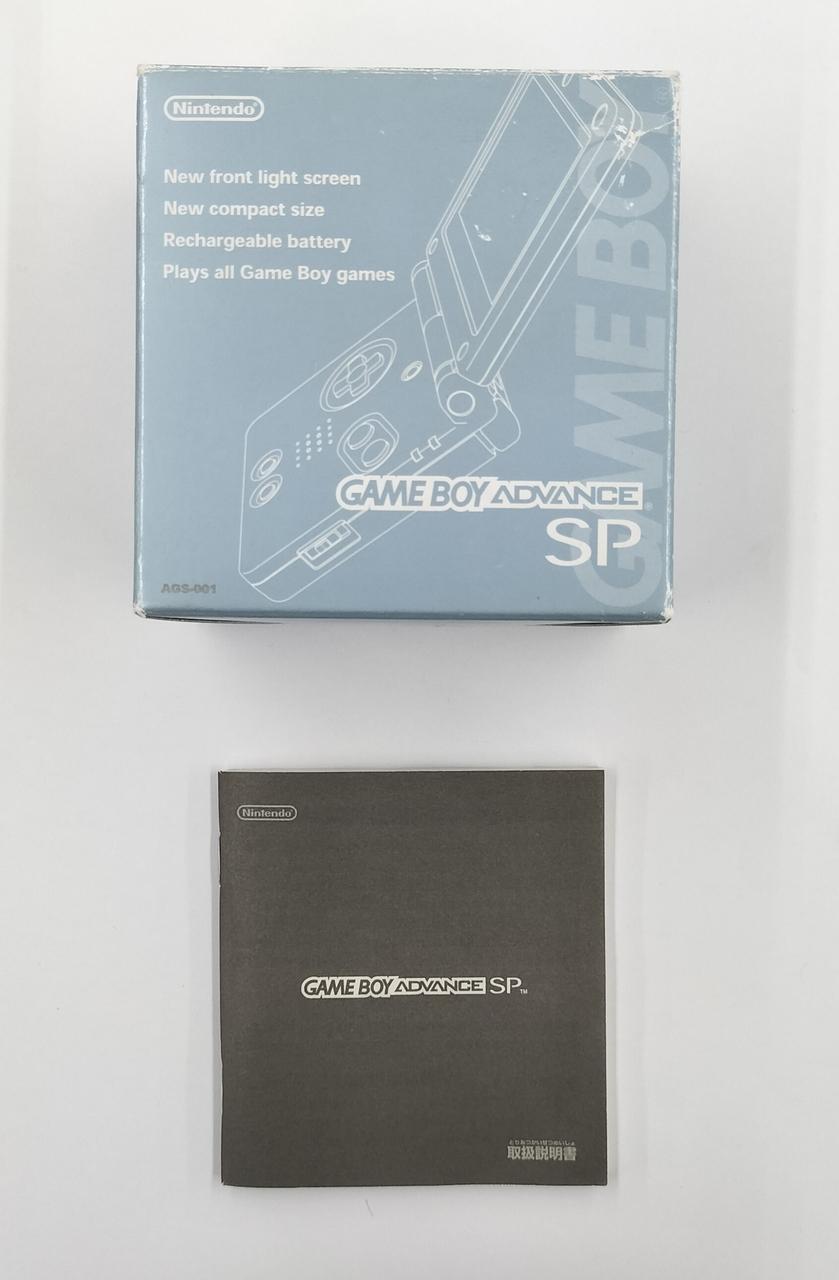 Nintendo®
New front light screen
New compact size
Rechargeable battery
Plays all Game Boy games
GAME BOY
GAME BOY ADVANCE
SP
AGS-001
Nintendo®
GAME BOY ADVANCE SP™
とりあつかいせつめいしょ
取扱説明書